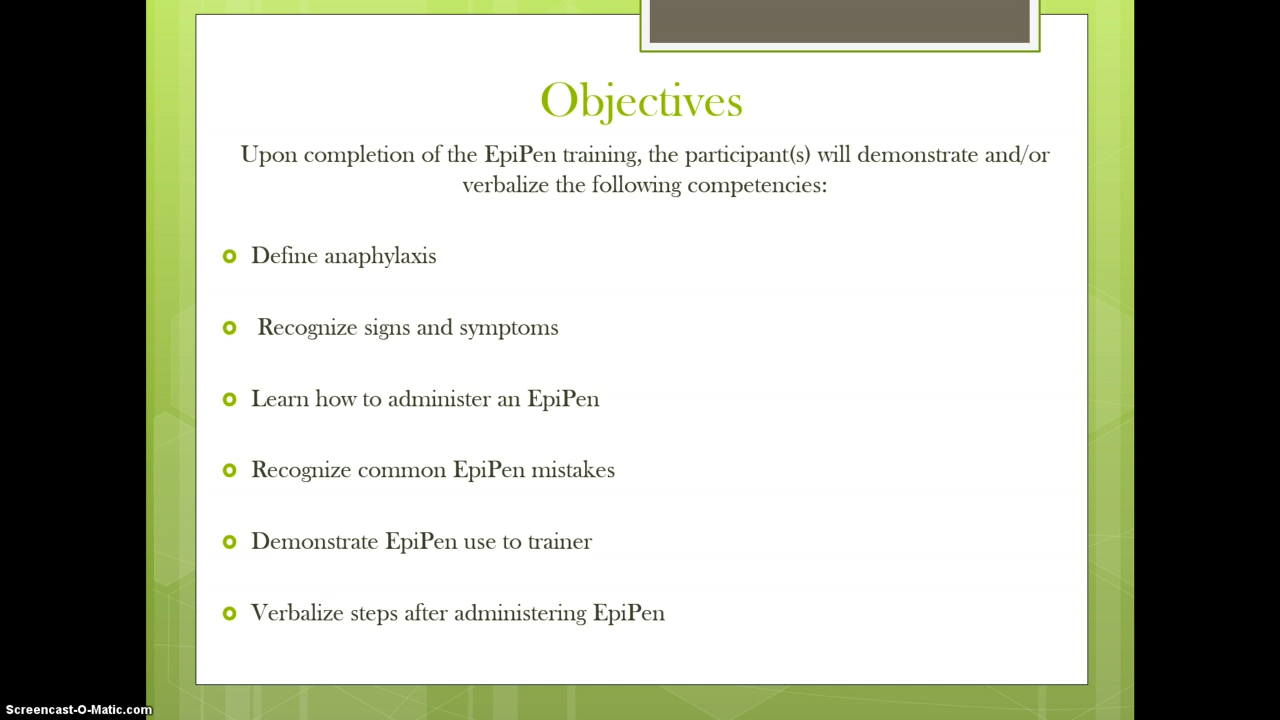 Objectives
Upon completion of the EpiPen training, the participant(s) will demonstrate and/or
verbalize the following competencies:
Define anaphylaxis
Recognize signs and symptoms
Learn how to administer an EpiPen
Recognize common EpiPen mistakes
Demonstrate EpiPen use to trainer
Verbalize steps after administering EpiPen
Screencast-O-Matic.com